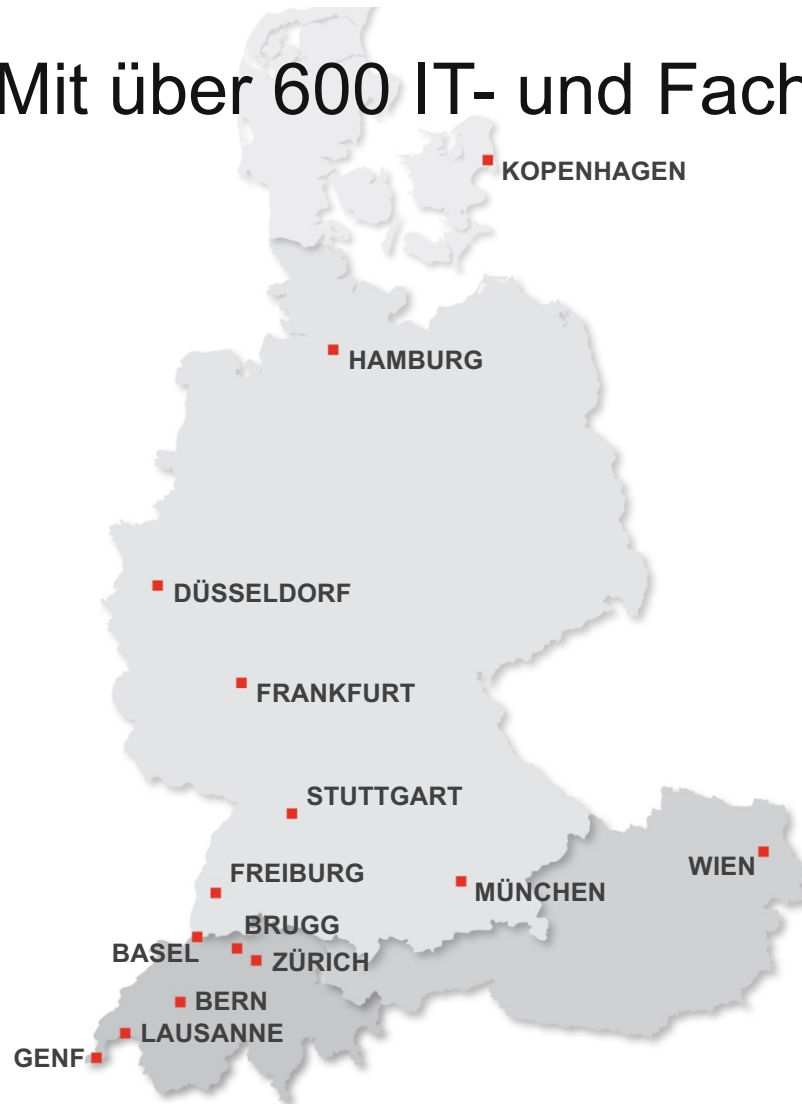 Mit über 600 IT- und Fach
KOPENHAGEN
HAMBURG
DÜSSELDORF
FRANKFURT
STUTTGART
WIEN
FREIBURG
MÜNCHEN
BRUGG
BASEL
ZÜRICH
BERN
LAUSANNE
GENF